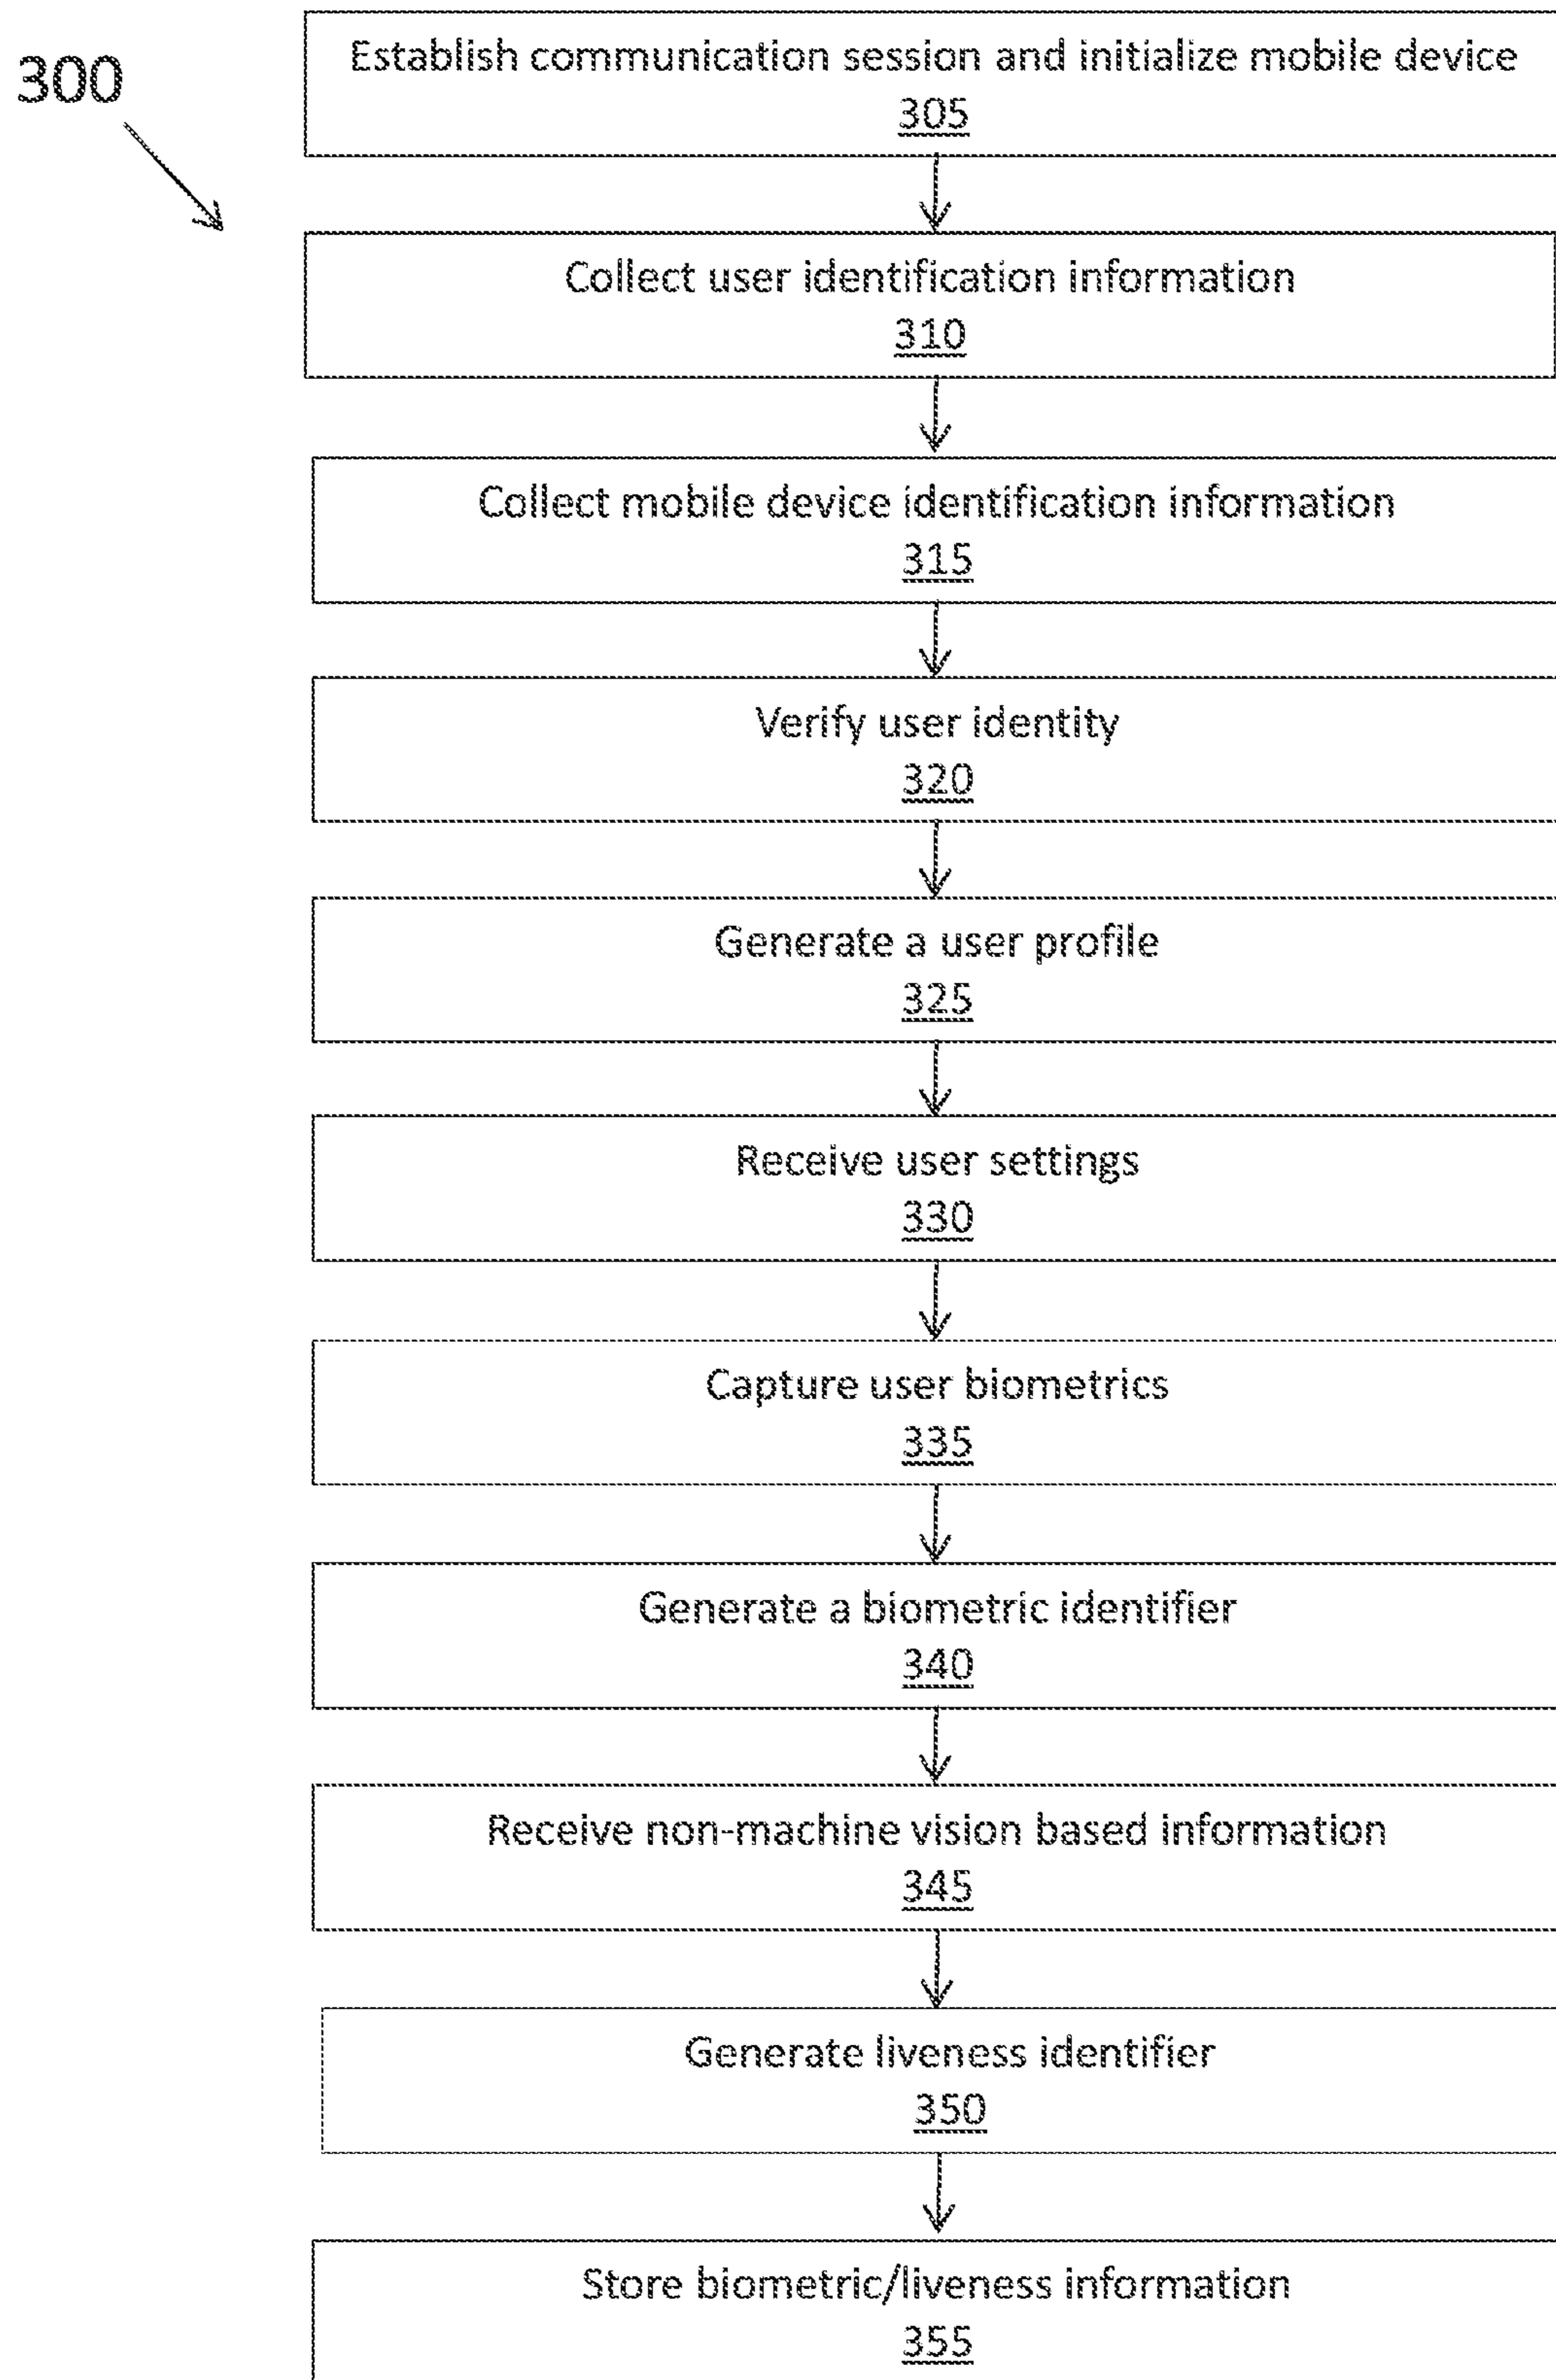 300
Establish communication session and initialize mobile device
305
Collect user identification information
310
Collect mobile device identification information
315
Verify user identity
320
Generate a user profile
325
Receive user settings
330
Capture user biometrics
335
Generate a biometric identifier
340
Receive non-machine vision based information
345
Generate liveness identifier
350
Store biometric/liveness information
355